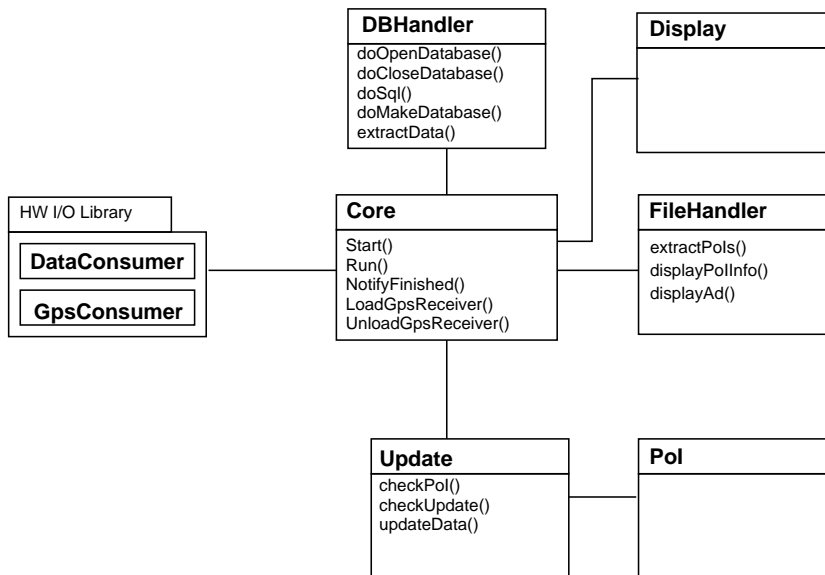 DBHandler
doOpenDatabase()
doCloseDatabase()
doSql()
doMakeDatabase()
extractData()
Display
HW I/O Library
DataConsumer
GpsConsumer
Core
Start()
Run()
NotifyFinished()
LoadGpsReceiver()
UnloadGpsReceiver()
FileHandler
extractPoIs()
displayPoIInfo()
displayAd()
Update
checkPoI()
checkUpdate()
updateData()
PoI